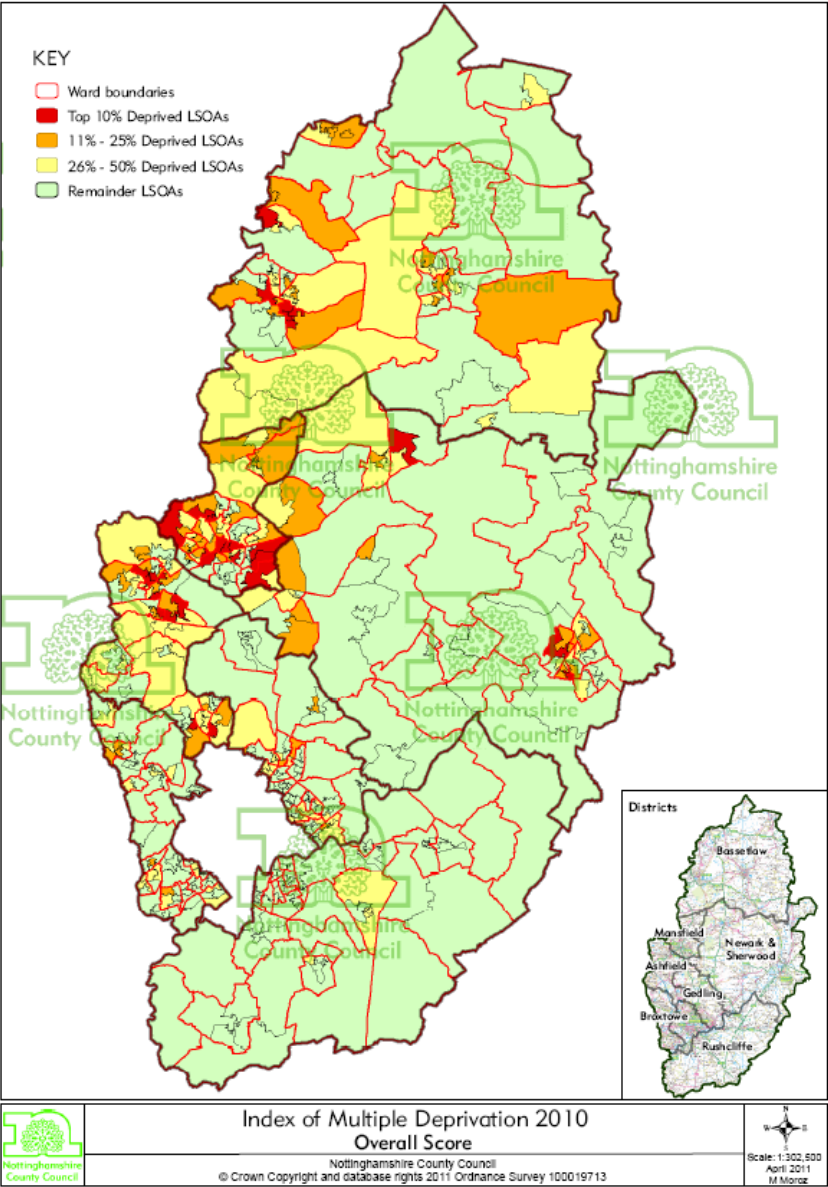 KEY
Ward boundaries
Top 10% Deprived LSOAs
11% - 25% Deprived LSOAs
26% - 50% Deprived LSOAs
Remainder LSOAs
Nottinghamshire
County Council
Nottinghamshire
County Council
Nottinghamshire
County Council
Nottinghamshire
County Council
Nottinghamshire
County Council
Nottinghamshire
County Council
Districts
Bassetlaw
Mansfield
Newark &
Sherwood
Ashfield
Gedling
Broxtowe
Rushcliffe
Nottinghamshire
County Council
Index of Multiple Deprivation 2010
Overall Score
Nottinghamshire County Council
© Crown Copyright and database rights 2011 Ordnance Survey 100019713
N
W E
S
Scale: 1:302,500
April 2011
M Moroz